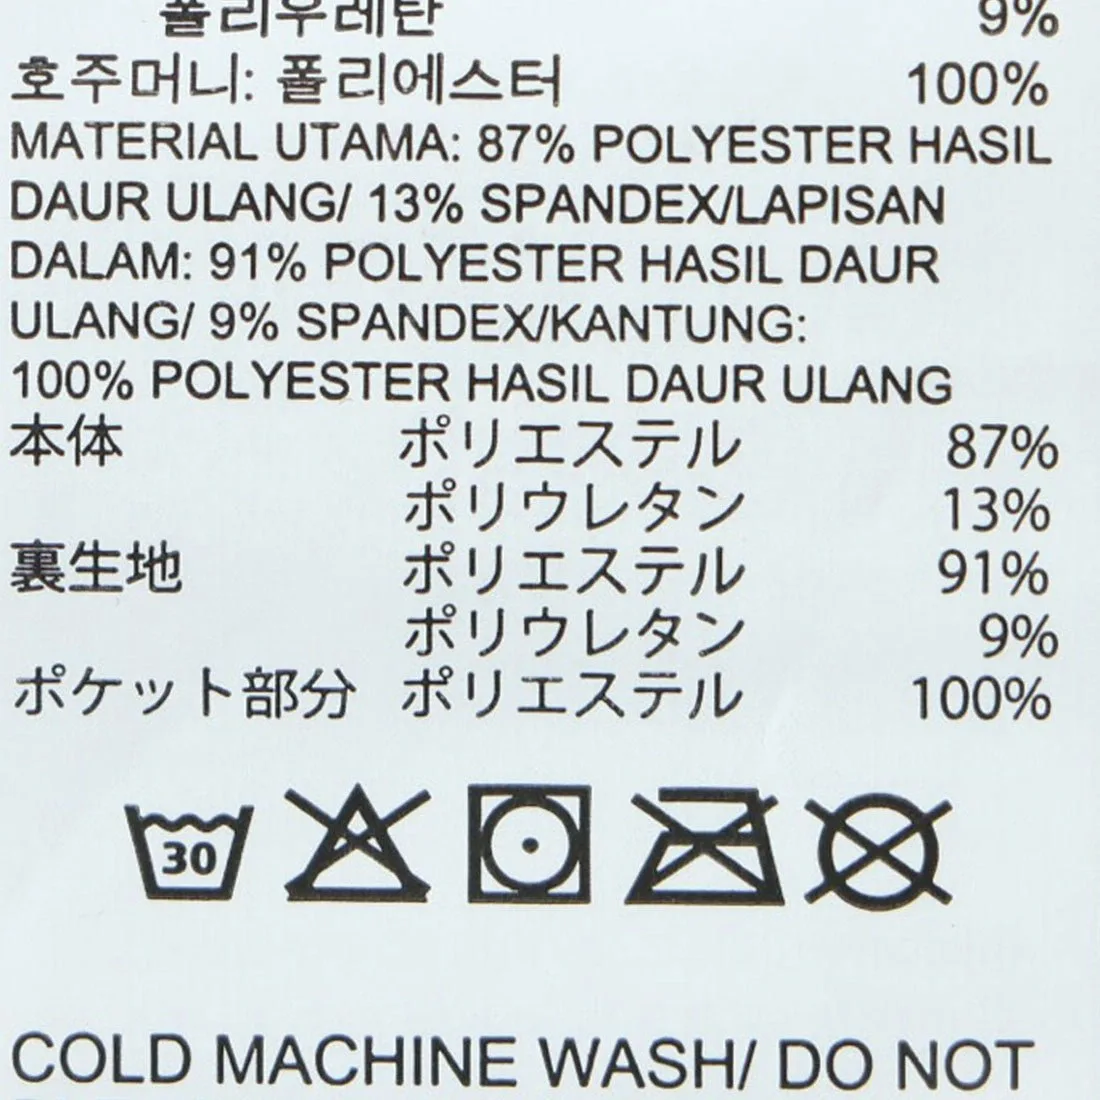 폴리우레탄 9%
호주머니: 폴리에스터 100%
MATERIAL UTAMA: 87% POLYESTER HASIL
DAUR ULANG/ 13% SPANDEX/LAPISAN
DALAM: 91% POLYESTER HASIL DAUR
ULANG/ 9% SPANDEX/KANTUNG:
100% POLYESTER HASIL DAUR ULANG
本体 ポリエステル 87%
ポリウレタン 13%
裏生地 ポリエステル 91%
ポリウレタン 9%
ポケット部分 ポリエステル 100%
30
COLD MACHINE WASH/ DO NOT